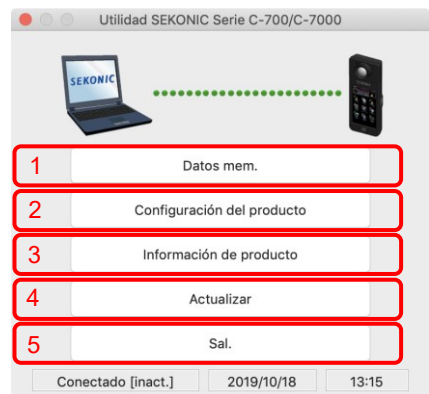 Utilidad SEKONIC Serie C-700/C-7000
SEKONIC
1 Datos mem.
2 Configuración del producto
3 Información de producto
4 Actualizar
5 Sal.
Conectado [inact.] 2019/10/18 13:15